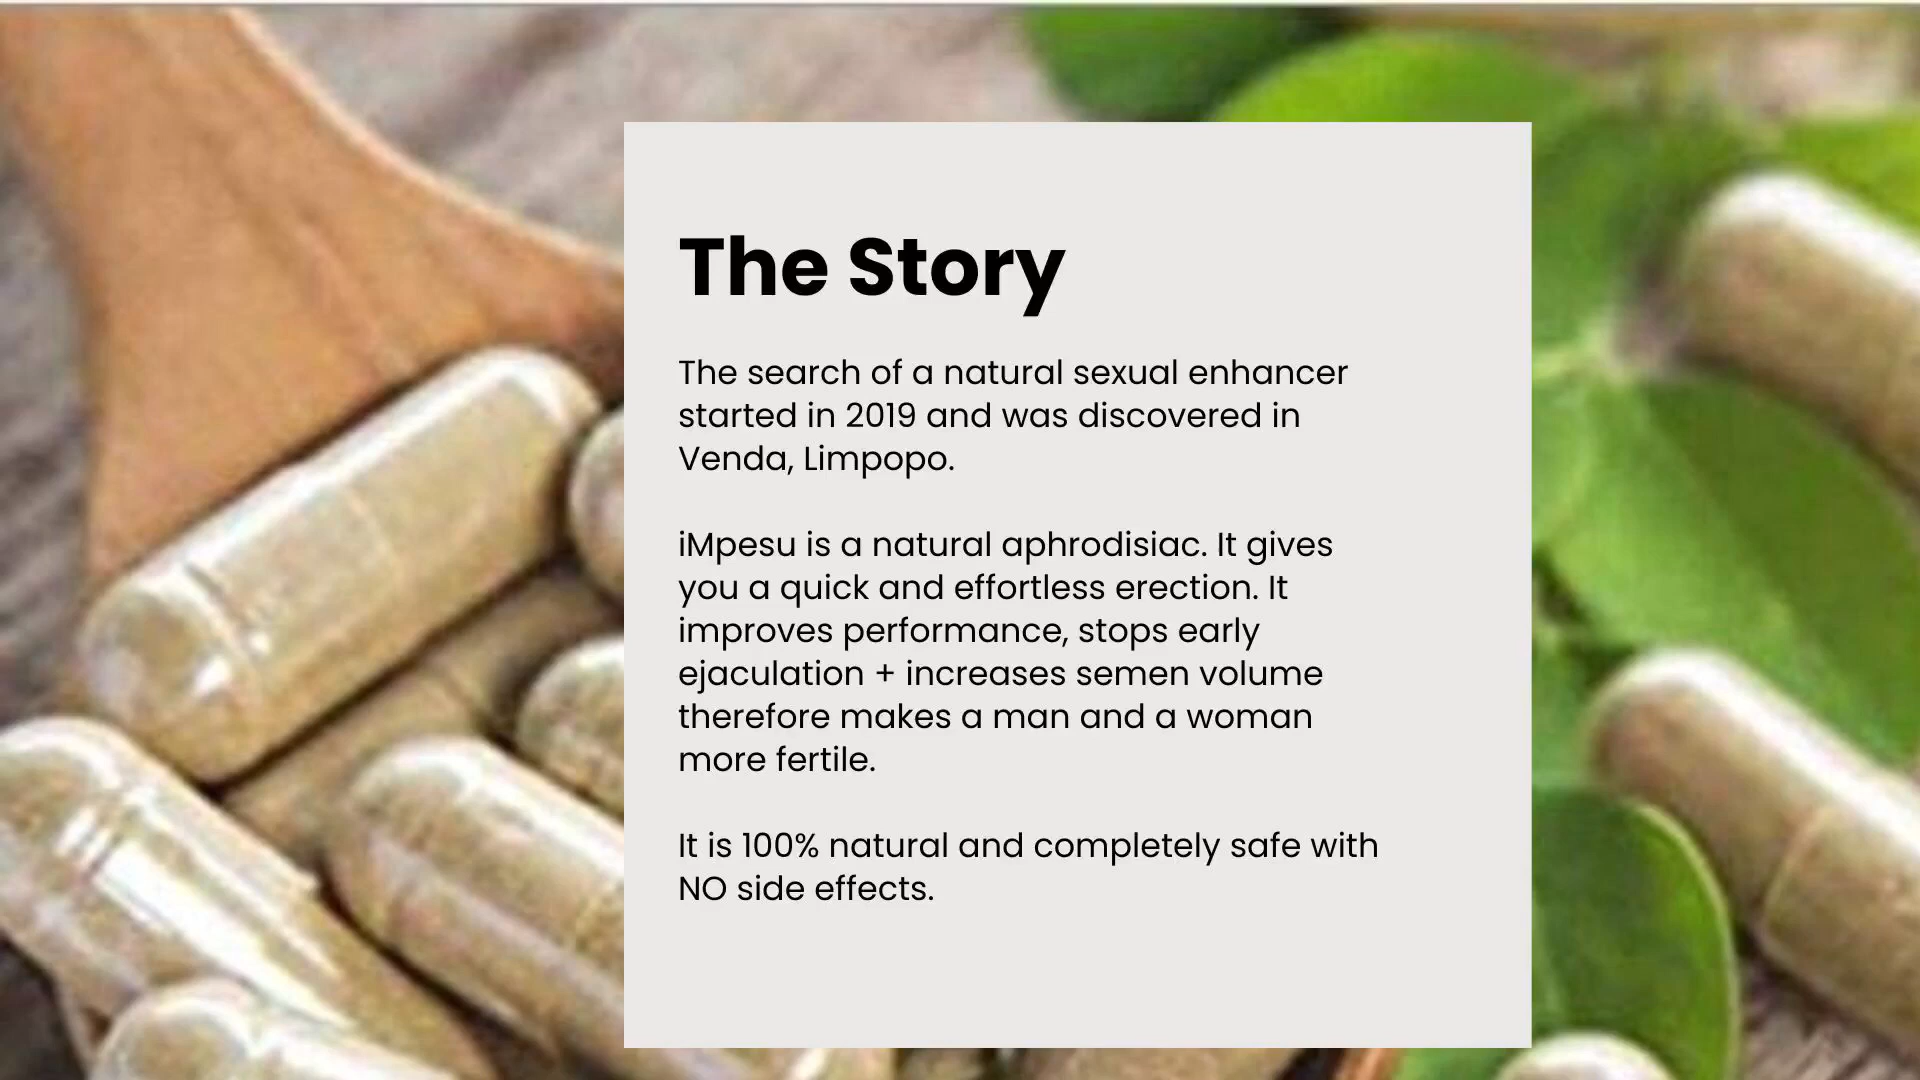 The Story
The search of a natural sexual enhancer
started in 2019 and was discovered in
Venda, Limpopo.
iMpesu is a natural aphrodisiac. It gives
you a quick and effortless erection. It
improves performance, stops early
ejaculation + increases semen volume
therefore makes a man and a woman
more fertile.
It is 100% natural and completely safe with
NO side effects.